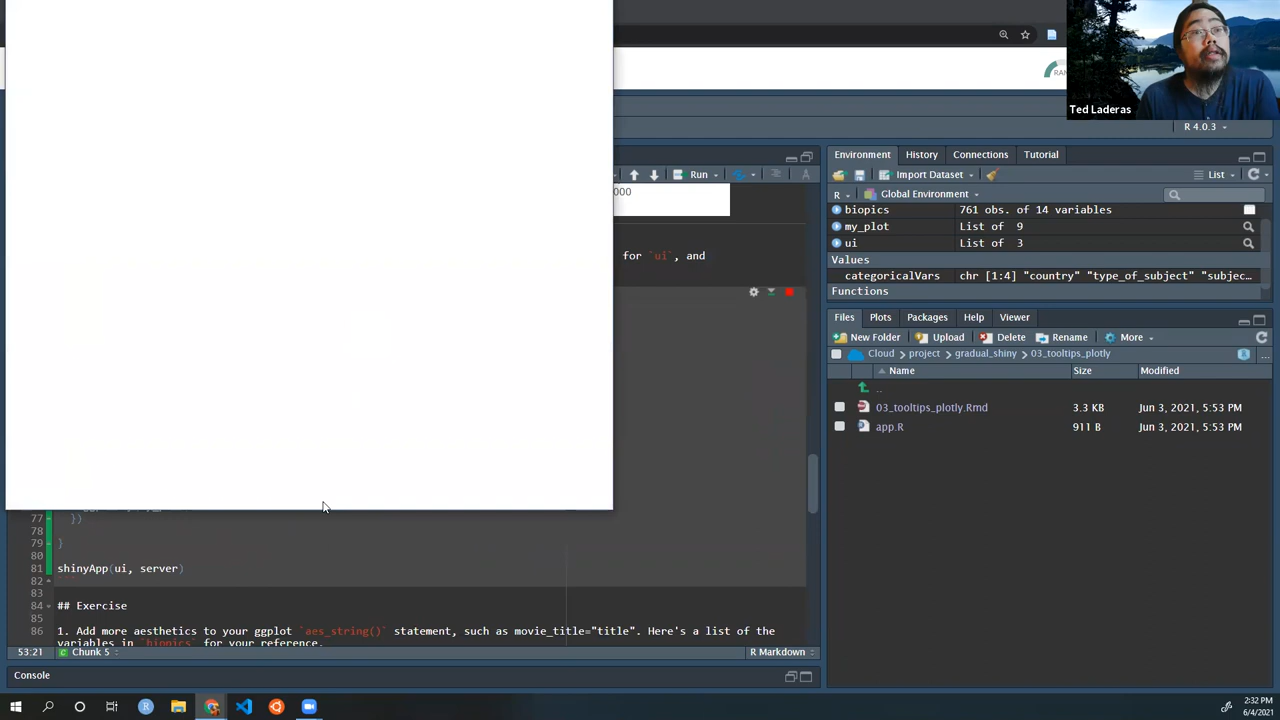 RAM
Ted Laderas
R 4.0.3
Environment History Connections Tutorial
Run
Import Dataset
List
R Global Environment
000
biopics 761 obs. of 14 variables
my_plot List of 9
ui List of 3
Values
categoricalVars chr [1:4] "country" "type_of_subject" "subjec…
Functions
for `ui`, and
Files Plots Packages Help Viewer
New Folder Upload Delete Rename More
Cloud project gradual_shiny 03_tooltips_plotly
Name Size Modified
..
03_tooltips_plotly.Rmd 3.3 KB Jun 3, 2021, 5:53 PM
app.R 911 B Jun 3, 2021, 5:53 PM
77 })
78
79 }
80
81 shinyApp(ui, server)
82 ```
83
84 ## Exercise
85
86 1. Add more aesthetics to your ggplot `aes_string()` statement, such as movie_title="title". Here's a list of the
variables in `biopics` for your reference.
53:21 Chunk 5 R Markdown
Console
2:32 PM
6/4/2021